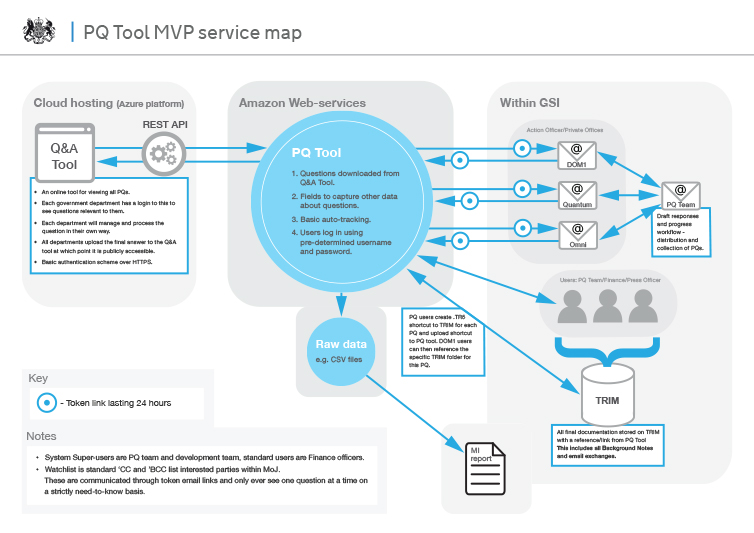 PQ Tool MVP service map
Cloud hosting (Azure platform)
REST API
Q&A
Tool
• An online tool for viewing all PQs.
• Each government department has a login to this to
see questions relevant to them.
• Each department will manage and process the
question in their own way.
• All departments upload the final answer to the Q&A
tool at which point it is publicly accessible.
• Basic authentication scheme over HTTPS.
Amazon Web-services
PQ Tool
1. Questions downloaded from
Q&A Tool.
2. Fields to capture other data
about questions.
3. Basic auto-tracking.
4. Users log in using
pre-determined username
and password.
Raw data
e.g. CSV files
Within GSI
Action Officer/Private Offices
@
DOM1
@
Quantum
@
Omni
@
PQ Team
Draft responses
and progress
workflow -
distribution and
collection of PQs.
Users: PQ Team/Finance/Press Officer
PQ users create .TR5
shortcut to TRIM for each
PQ and upload shortcut
to PQ tool. DOM1 users
can then reference the
specific TRIM folder for
this PQ.
TRIM
All final documentation stored on TRIM
with a reference/link from PQ Tool
This includes all Background Notes
and email exchanges.
MI
report
Key
- Token link lasting 24 hours
Notes
• System Super-users are PQ team and development team, standard users are Finance officers.
• Watchlist is standard 'CC and 'BCC list interested parties within MoJ.
These are communicated through token email links and only ever see one question at a time on
a strictly need-to-know basis.